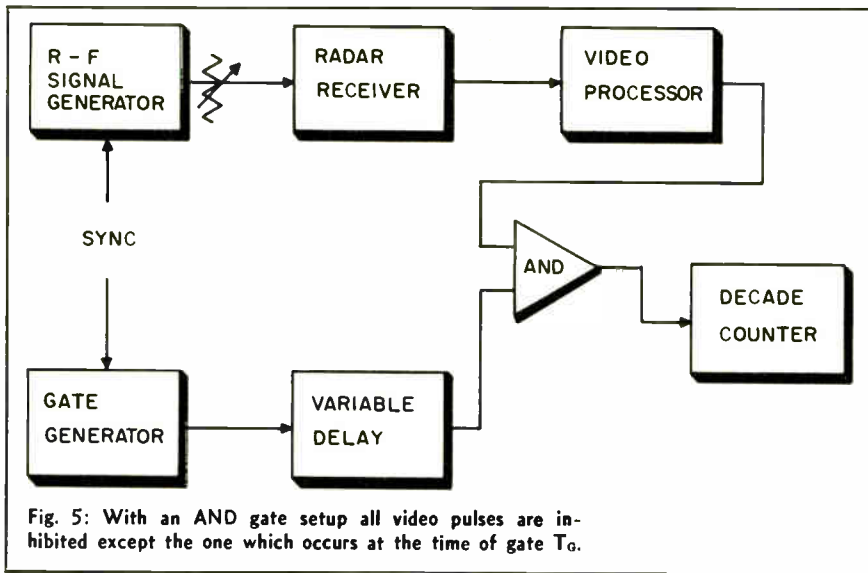 R - F
SIGNAL
GENERATOR
RADAR
RECEIVER
VIDEO
PROCESSOR
SYNC
AND
DECADE
COUNTER
GATE
GENERATOR
VARIABLE
DELAY
Fig. 5: With an AND gate setup all video pulses are in-
hibited except the one which occurs at the time of gate TG.